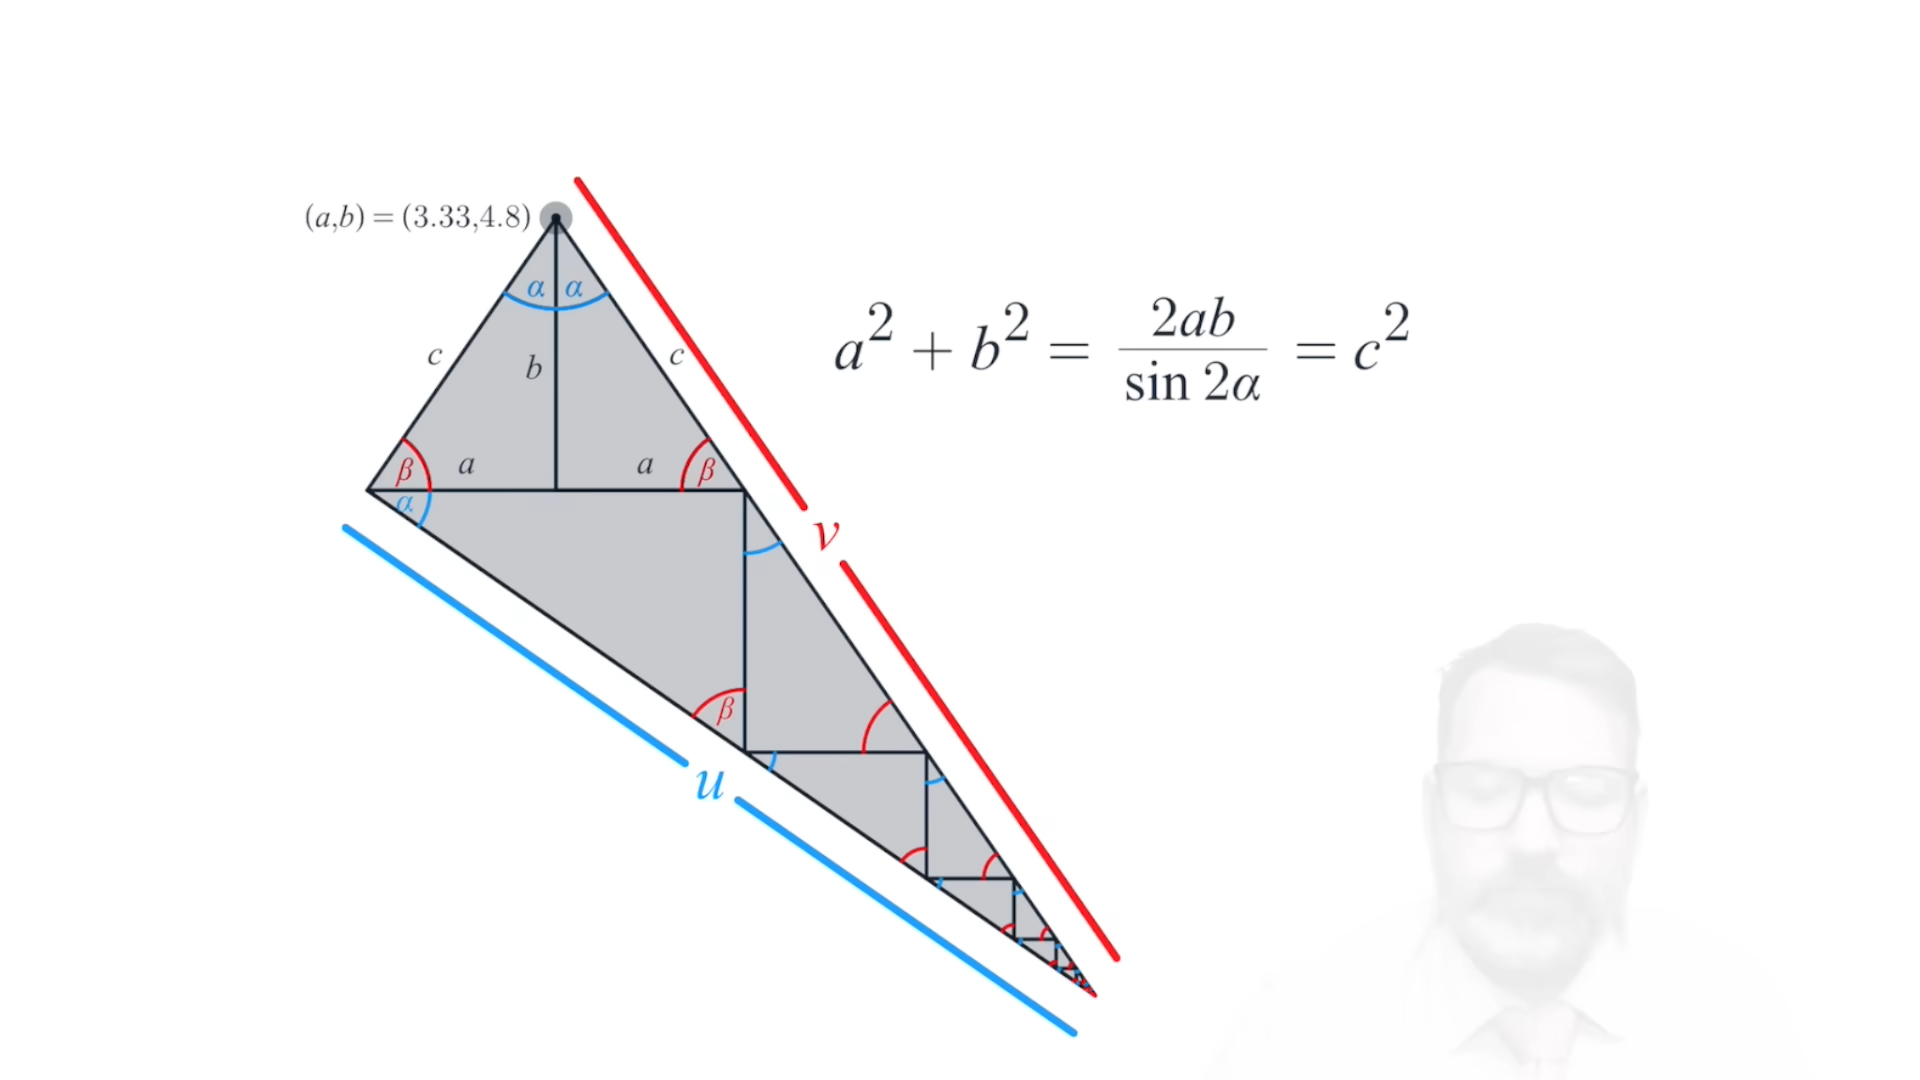 (a,b) = (3.33,4.8)
α α
c b c
a² + b² = 2ab / sin 2α = c²
β a a β
α
v
β
u